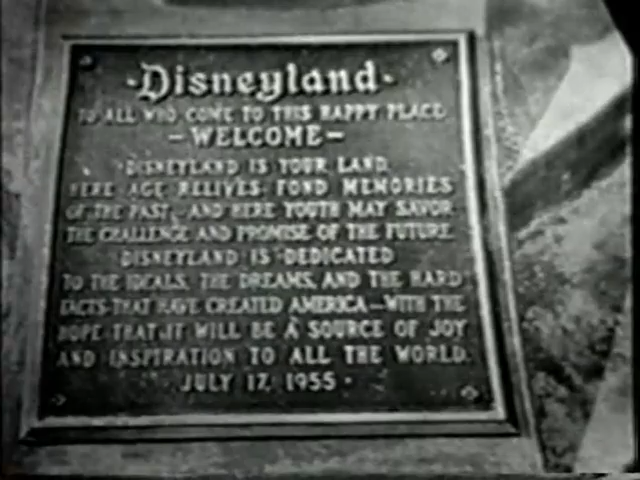 Disneyland
TO ALL WHO COME TO THIS HAPPY PLACE
-WELCOME-
DISNEYLAND IS YOUR LAND.
HERE AGE RELIVES FOND MEMORIES
OF THE PAST, AND HERE YOUTH MAY SAVOR
THE CHALLENGE AND PROMISE OF THE FUTURE.
DISNEYLAND IS DEDICATED
TO THE IDEALS, THE DREAMS, AND THE HARD
FACTS THAT HAVE CREATED AMERICA—WITH THE
HOPE THAT IT WILL BE A SOURCE OF JOY
AND INSPIRATION TO ALL THE WORLD.
JULY 17, 1955